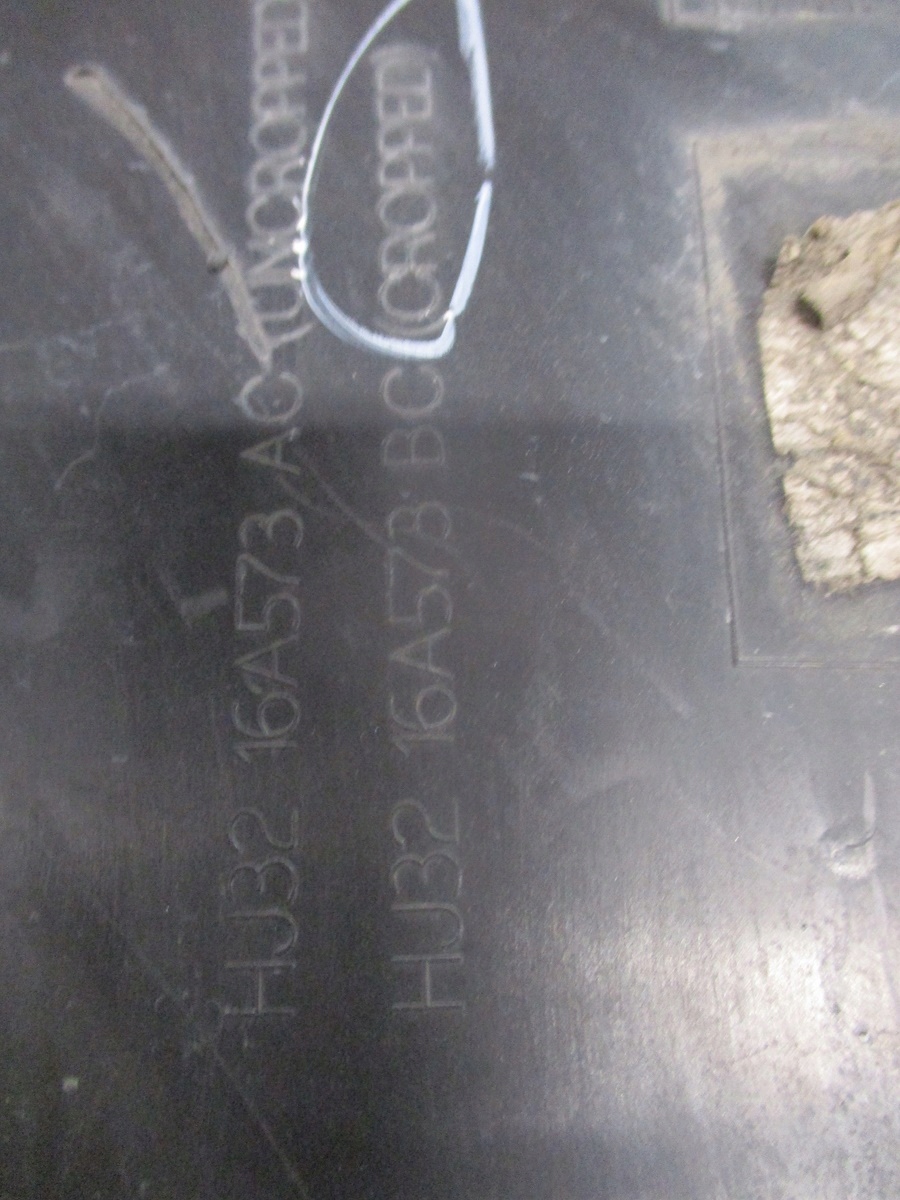 HJ32 16A573 AC (UNCROPPED)
HJ32 16A573 BC (CROPPED)